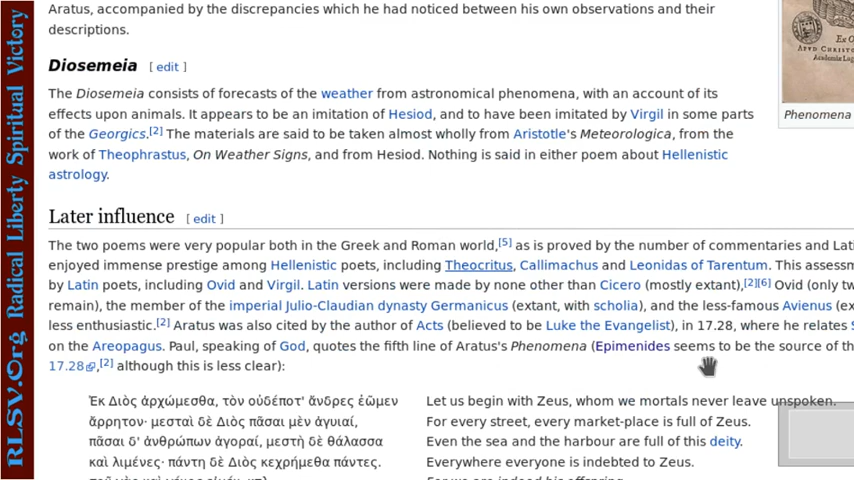 Aratus, accompanied by the discrepancies which he had noticed between his own observations and their
descriptions.
Diosemeia [ edit ]
The Diosemeia consists of forecasts of the weather from astronomical phenomena, with an account of its
effects upon animals. It appears to be an imitation of Hesiod, and to have been imitated by Virgil in some parts
of the Georgics.[2] The materials are said to be taken almost wholly from Aristotle's Meteorologica, from the
work of Theophrastus, On Weather Signs, and from Hesiod. Nothing is said in either poem about Hellenistic
astrology.
Later influence [ edit ]
The two poems were very popular both in the Greek and Roman world,[5] as is proved by the number of commentaries and Lati
enjoyed immense prestige among Hellenistic poets, including Theocritus, Callimachus and Leonidas of Tarentum. This assessm
by Latin poets, including Ovid and Virgil. Latin versions were made by none other than Cicero (mostly extant),[2][6] Ovid (only tw
remain), the member of the imperial Julio-Claudian dynasty Germanicus (extant, with scholia), and the less-famous Avienus (ex
less enthusiastic.[2] Aratus was also cited by the author of Acts (believed to be Luke the Evangelist), in 17.28, where he relates S
on the Areopagus. Paul, speaking of God, quotes the fifth line of Aratus's Phenomena (Epimenides seems to be the source of th
17.28,[2] although this is less clear):
Ἐκ Διὸς ἀρχώμεσθα, τὸν οὐδέποτ' ἄνδρες ἐῶμεν
ἄρρητον· μεσταὶ δὲ Διὸς πᾶσαι μὲν ἀγυιαί,
πᾶσαι δ' ἀνθρώπων ἀγοραί, μεστὴ δὲ θάλασσα
καὶ λιμένες· πάντη δὲ Διὸς κεχρήμεθα πάντες.
Let us begin with Zeus, whom we mortals never leave unspoken.
For every street, every market-place is full of Zeus.
Even the sea and the harbour are full of this deity.
Everywhere everyone is indebted to Zeus.
For we are indeed his offspring
Phenomena
RLSV.Org Radical Liberty Spiritual Victory